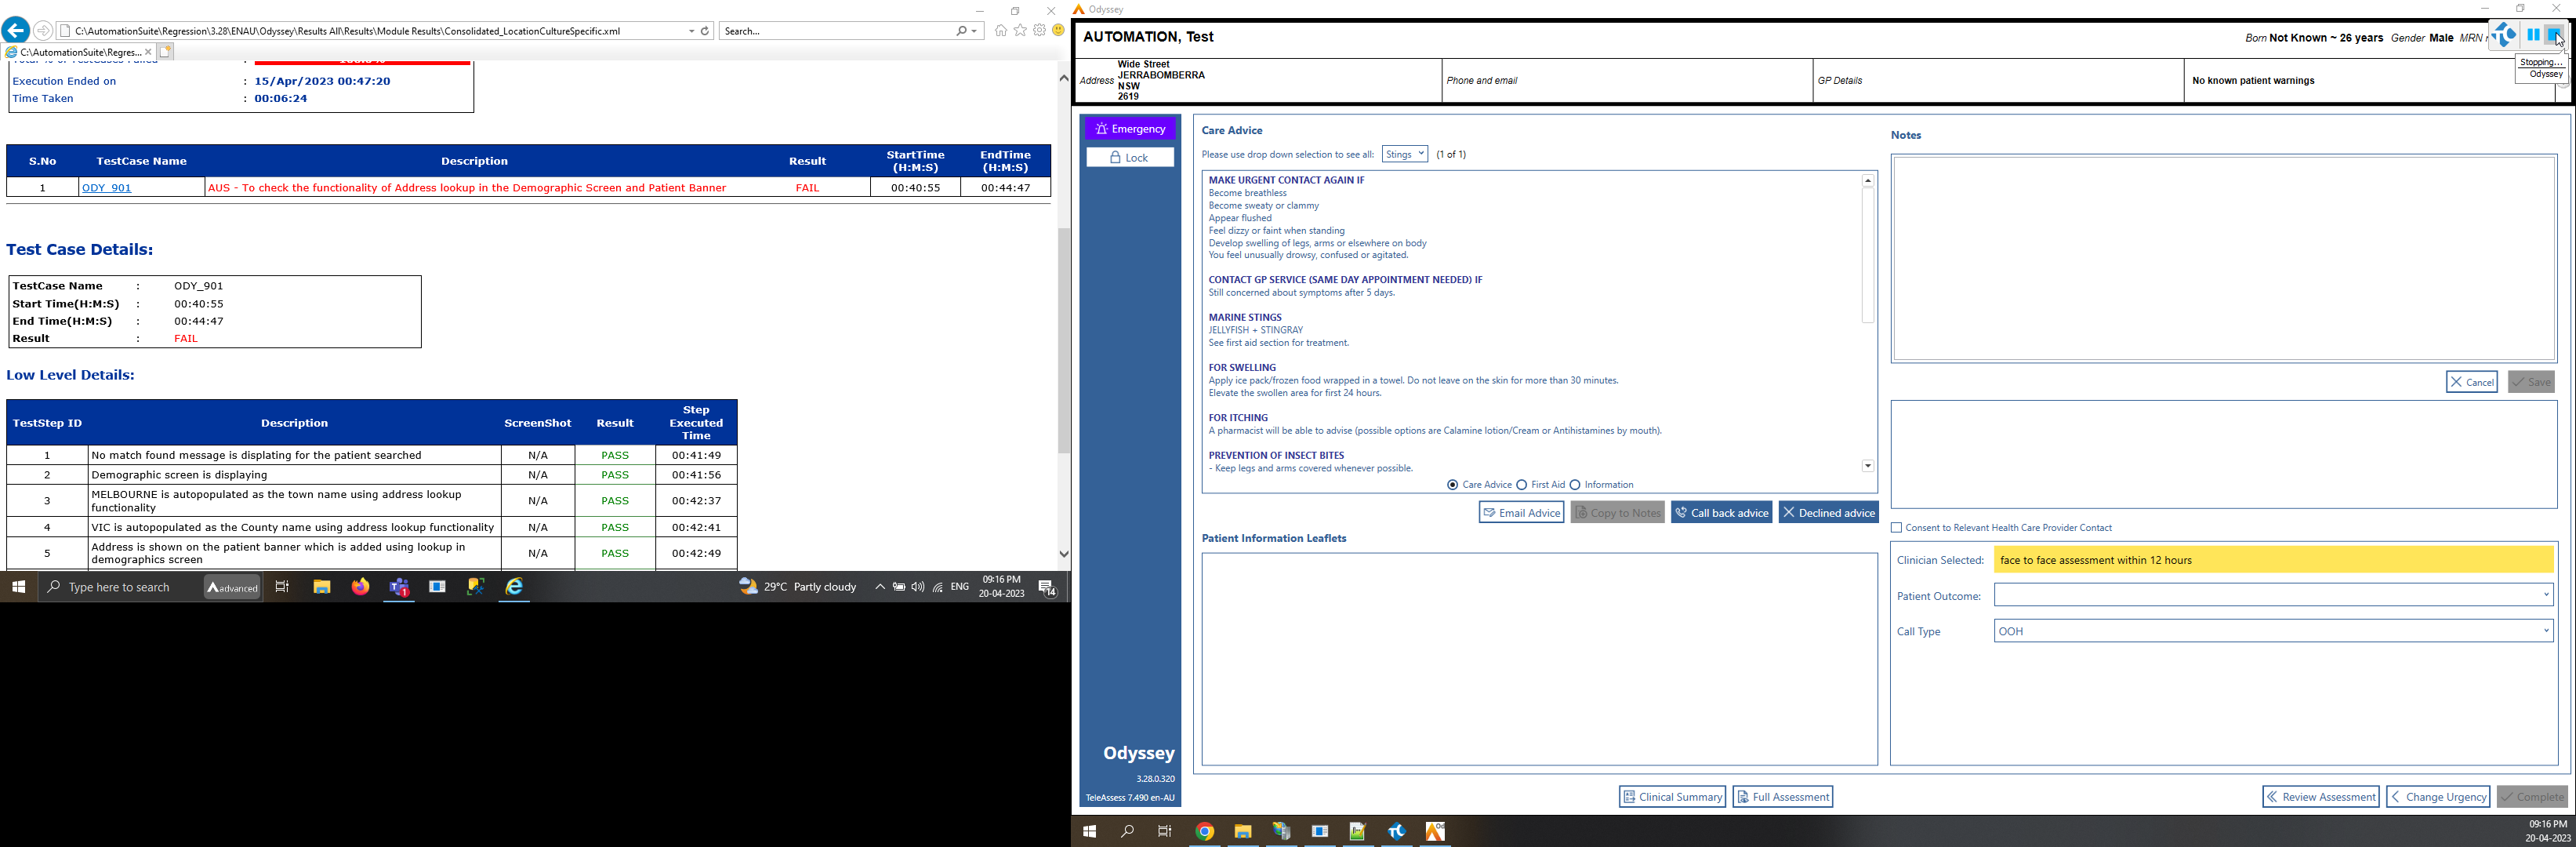 C:\AutomationSuite\Regression\3.28\ENAU\Odyssey\Results All\Results\Module Results\Consolidated_LocationCultureSpecific.xml
Search...
C:\AutomationSuite\Regres...
Execution Ended on : 15/Apr/2023 00:47:20
Time Taken : 00:06:24
S.No TestCase Name Description Result StartTime (H:M:S) EndTime (H:M:S)
1 ODY_901 AUS - To check the functionality of Address lookup in the Demographic Screen and Patient Banner FAIL 00:40:55 00:44:47
Test Case Details:
TestCase Name : ODY_901
Start Time(H:M:S) : 00:40:55
End Time(H:M:S) : 00:44:47
Result : FAIL
Low Level Details:
TestStep ID Description ScreenShot Result Step Executed Time
1 No match found message is displating for the patient searched N/A PASS 00:41:49
2 Demographic screen is displaying N/A PASS 00:41:56
3 MELBOURNE is autopopulated as the town name using address lookup functionality N/A PASS 00:42:37
4 VIC is autopopulated as the County name using address lookup functionality N/A PASS 00:42:41
5 Address is shown on the patient banner which is added using lookup in demographics screen N/A PASS 00:42:49
Type here to search
advanced
29°C Partly cloudy
ENG
09:16 PM
20-04-2023
14
Odyssey
AUTOMATION, Test
Born Not Known ~ 26 years Gender Male MRN
Stopping...
Odyssey
Address Wide Street
JERRABOMBERRA
NSW
2619
Phone and email
GP Details
No known patient warnings
Emergency
Lock
Care Advice
Please use drop down selection to see all: Stings (1 of 1)
MAKE URGENT CONTACT AGAIN IF
Become breathless
Become sweaty or clammy
Appear flushed
Feel dizzy or faint when standing
Develop swelling of legs, arms or elsewhere on body
You feel unusually drowsy, confused or agitated.
CONTACT GP SERVICE (SAME DAY APPOINTMENT NEEDED) IF
Still concerned about symptoms after 5 days.
MARINE STINGS
JELLYFISH + STINGRAY
See first aid section for treatment.
FOR SWELLING
Apply ice pack/frozen food wrapped in a towel. Do not leave on the skin for more than 30 minutes.
Elevate the swollen area for first 24 hours.
FOR ITCHING
A pharmacist will be able to advise (possible options are Calamine lotion/Cream or Antihistamines by mouth).
PREVENTION OF INSECT BITES
- Keep legs and arms covered whenever possible.
Care Advice First Aid Information
Email Advice Copy to Notes Call back advice Declined advice
Patient Information Leaflets
Notes
Cancel Save
Consent to Relevant Health Care Provider Contact
Clinician Selected: face to face assessment within 12 hours
Patient Outcome:
Call Type OOH
Odyssey
3.28.0.320
TeleAssess 7.490 en-AU
Clinical Summary Full Assessment
Review Assessment Change Urgency Complete
09:16 PM
20-04-2023